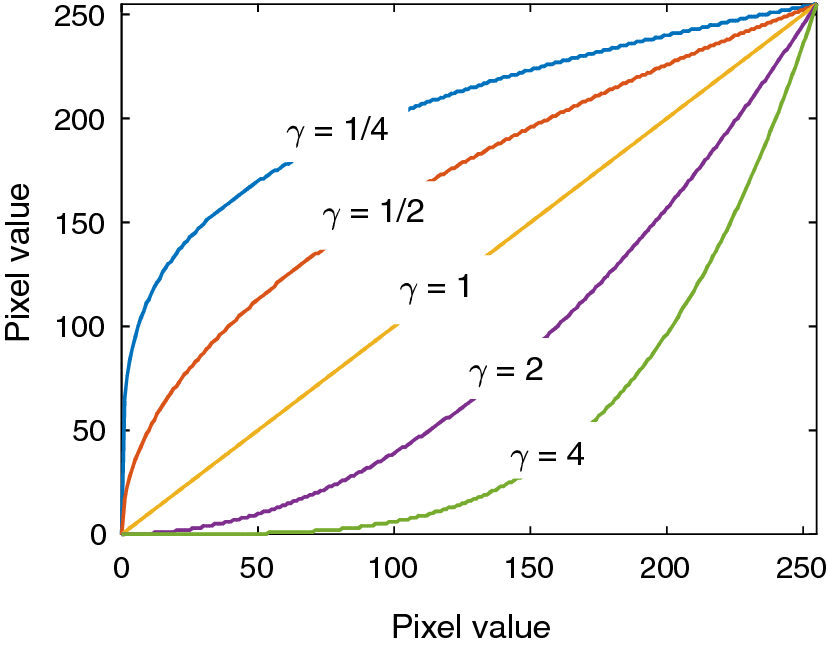 250
200
150
100
50
0
Pixel value
γ = 1/4
γ = 1/2
γ = 1
γ = 2
γ = 4
0 50 100 150 200 250
Pixel value